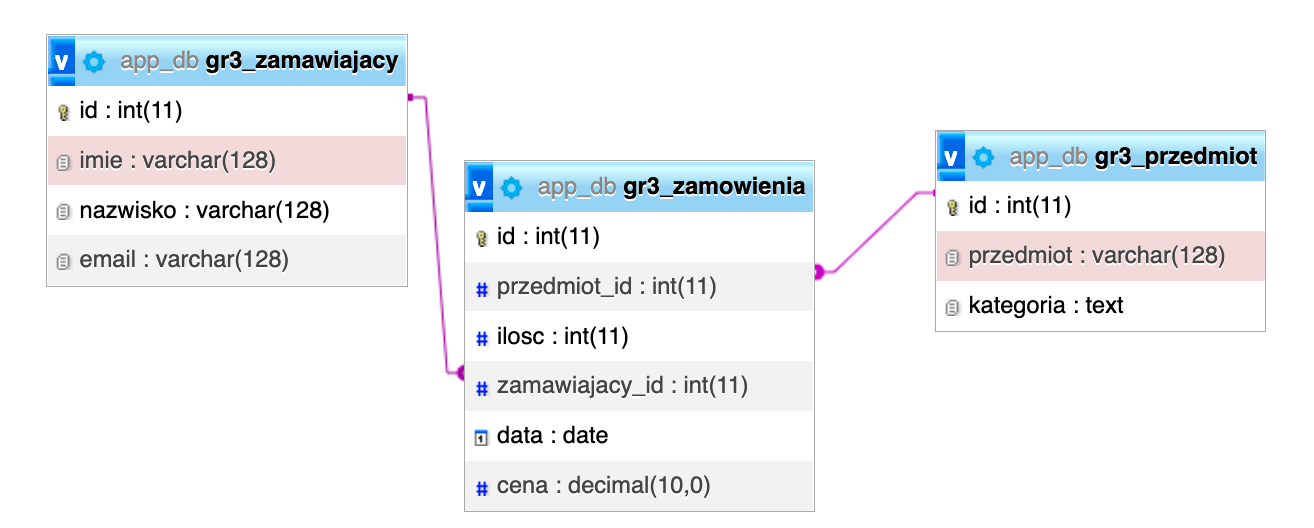 v app_db gr3_zamawiajacy
id : int(11)
imie : varchar(128)
nazwisko : varchar(128)
email : varchar(128)
v app_db gr3_zamowienia
id : int(11)
# przedmiot_id : int(11)
# ilosc : int(11)
# zamawiajacy_id : int(11)
1 data : date
# cena : decimal(10,0)
v app_db gr3_przedmiot
id : int(11)
przedmiot : varchar(128)
kategoria : text